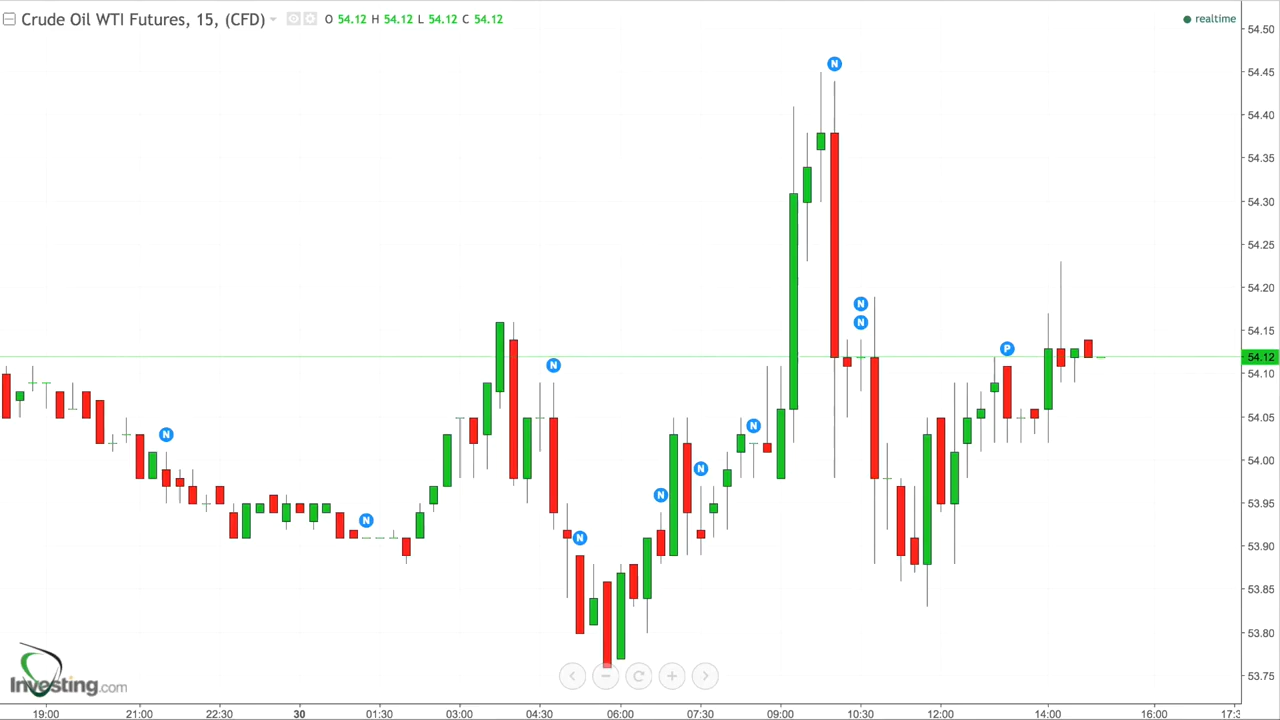 Crude Oil WTI Futures, 15, (CFD) O 54.12 H 54.12 L 54.12 C 54.12
realtime
54.50
54.45
N
54.40
54.35
54.30
54.25
54.20
N
54.15
N
P
54.12
N
54.10
54.05
N
N
54.00
N
N
53.95
N
N
53.90
53.85
53.80
53.75
Investing.com
19:00 21:00 22:30 30 01:30 03:00 04:30 06:00 07:30 09:00 10:30 12:00 14:00 16:00